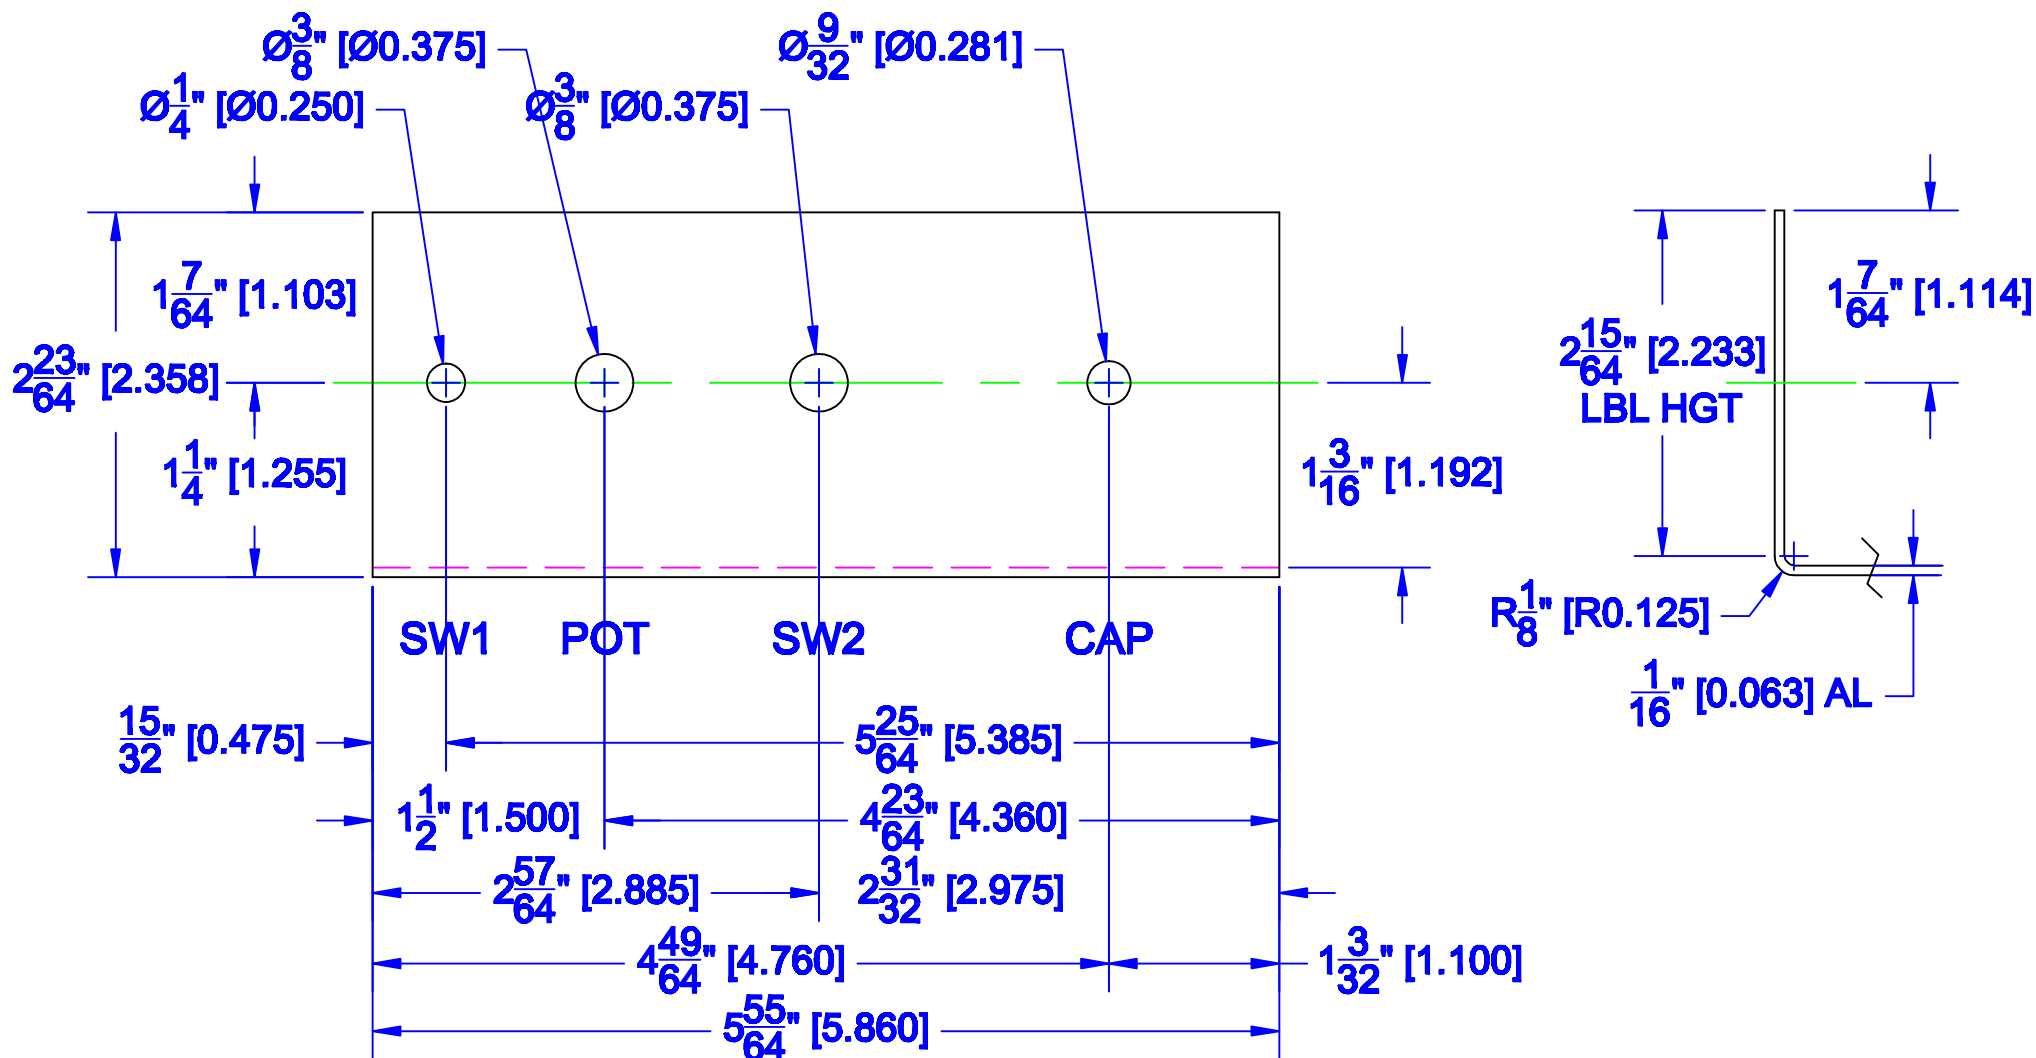 Ø3/8" [Ø0.375]
Ø9/32" [Ø0.281]
Ø1/4" [Ø0.250]
Ø3/8" [Ø0.375]
1 7/64" [1.103]
1 7/64" [1.114]
2 15/64" [2.233]
LBL HGT
2 23/64" [2.358]
1 1/4" [1.255]
1 3/16" [1.192]
R1/8" [R0.125]
SW1 POT SW2 CAP
1/16" [0.063] AL
15/32" [0.475]
5 25/64" [5.385]
1 1/2" [1.500]
4 23/64" [4.360]
2 57/64" [2.885]
2 31/32" [2.975]
4 49/64" [4.760]
1 3/32" [1.100]
5 55/64" [5.860]